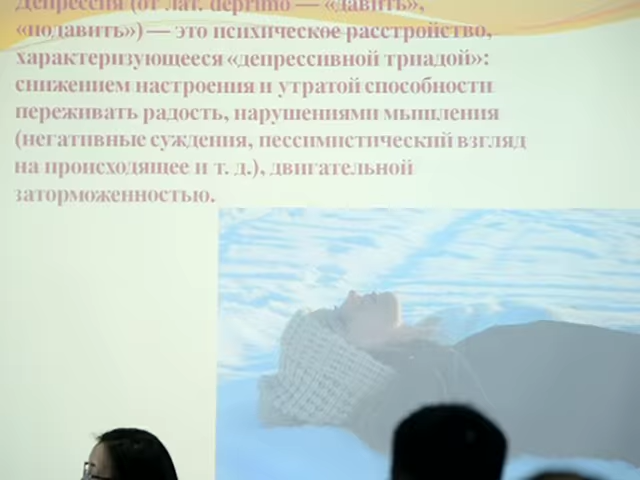 Депрессия (от лат. deprimo — «давить»,
«подавить») — это психическое расстройство,
характеризующееся «депрессивной триадой»:
снижением настроения и утратой способности
переживать радость, нарушениями мышления
(негативные суждения, пессимистический взгляд
на происходящее и т. д.), двигательной
заторможенностью.